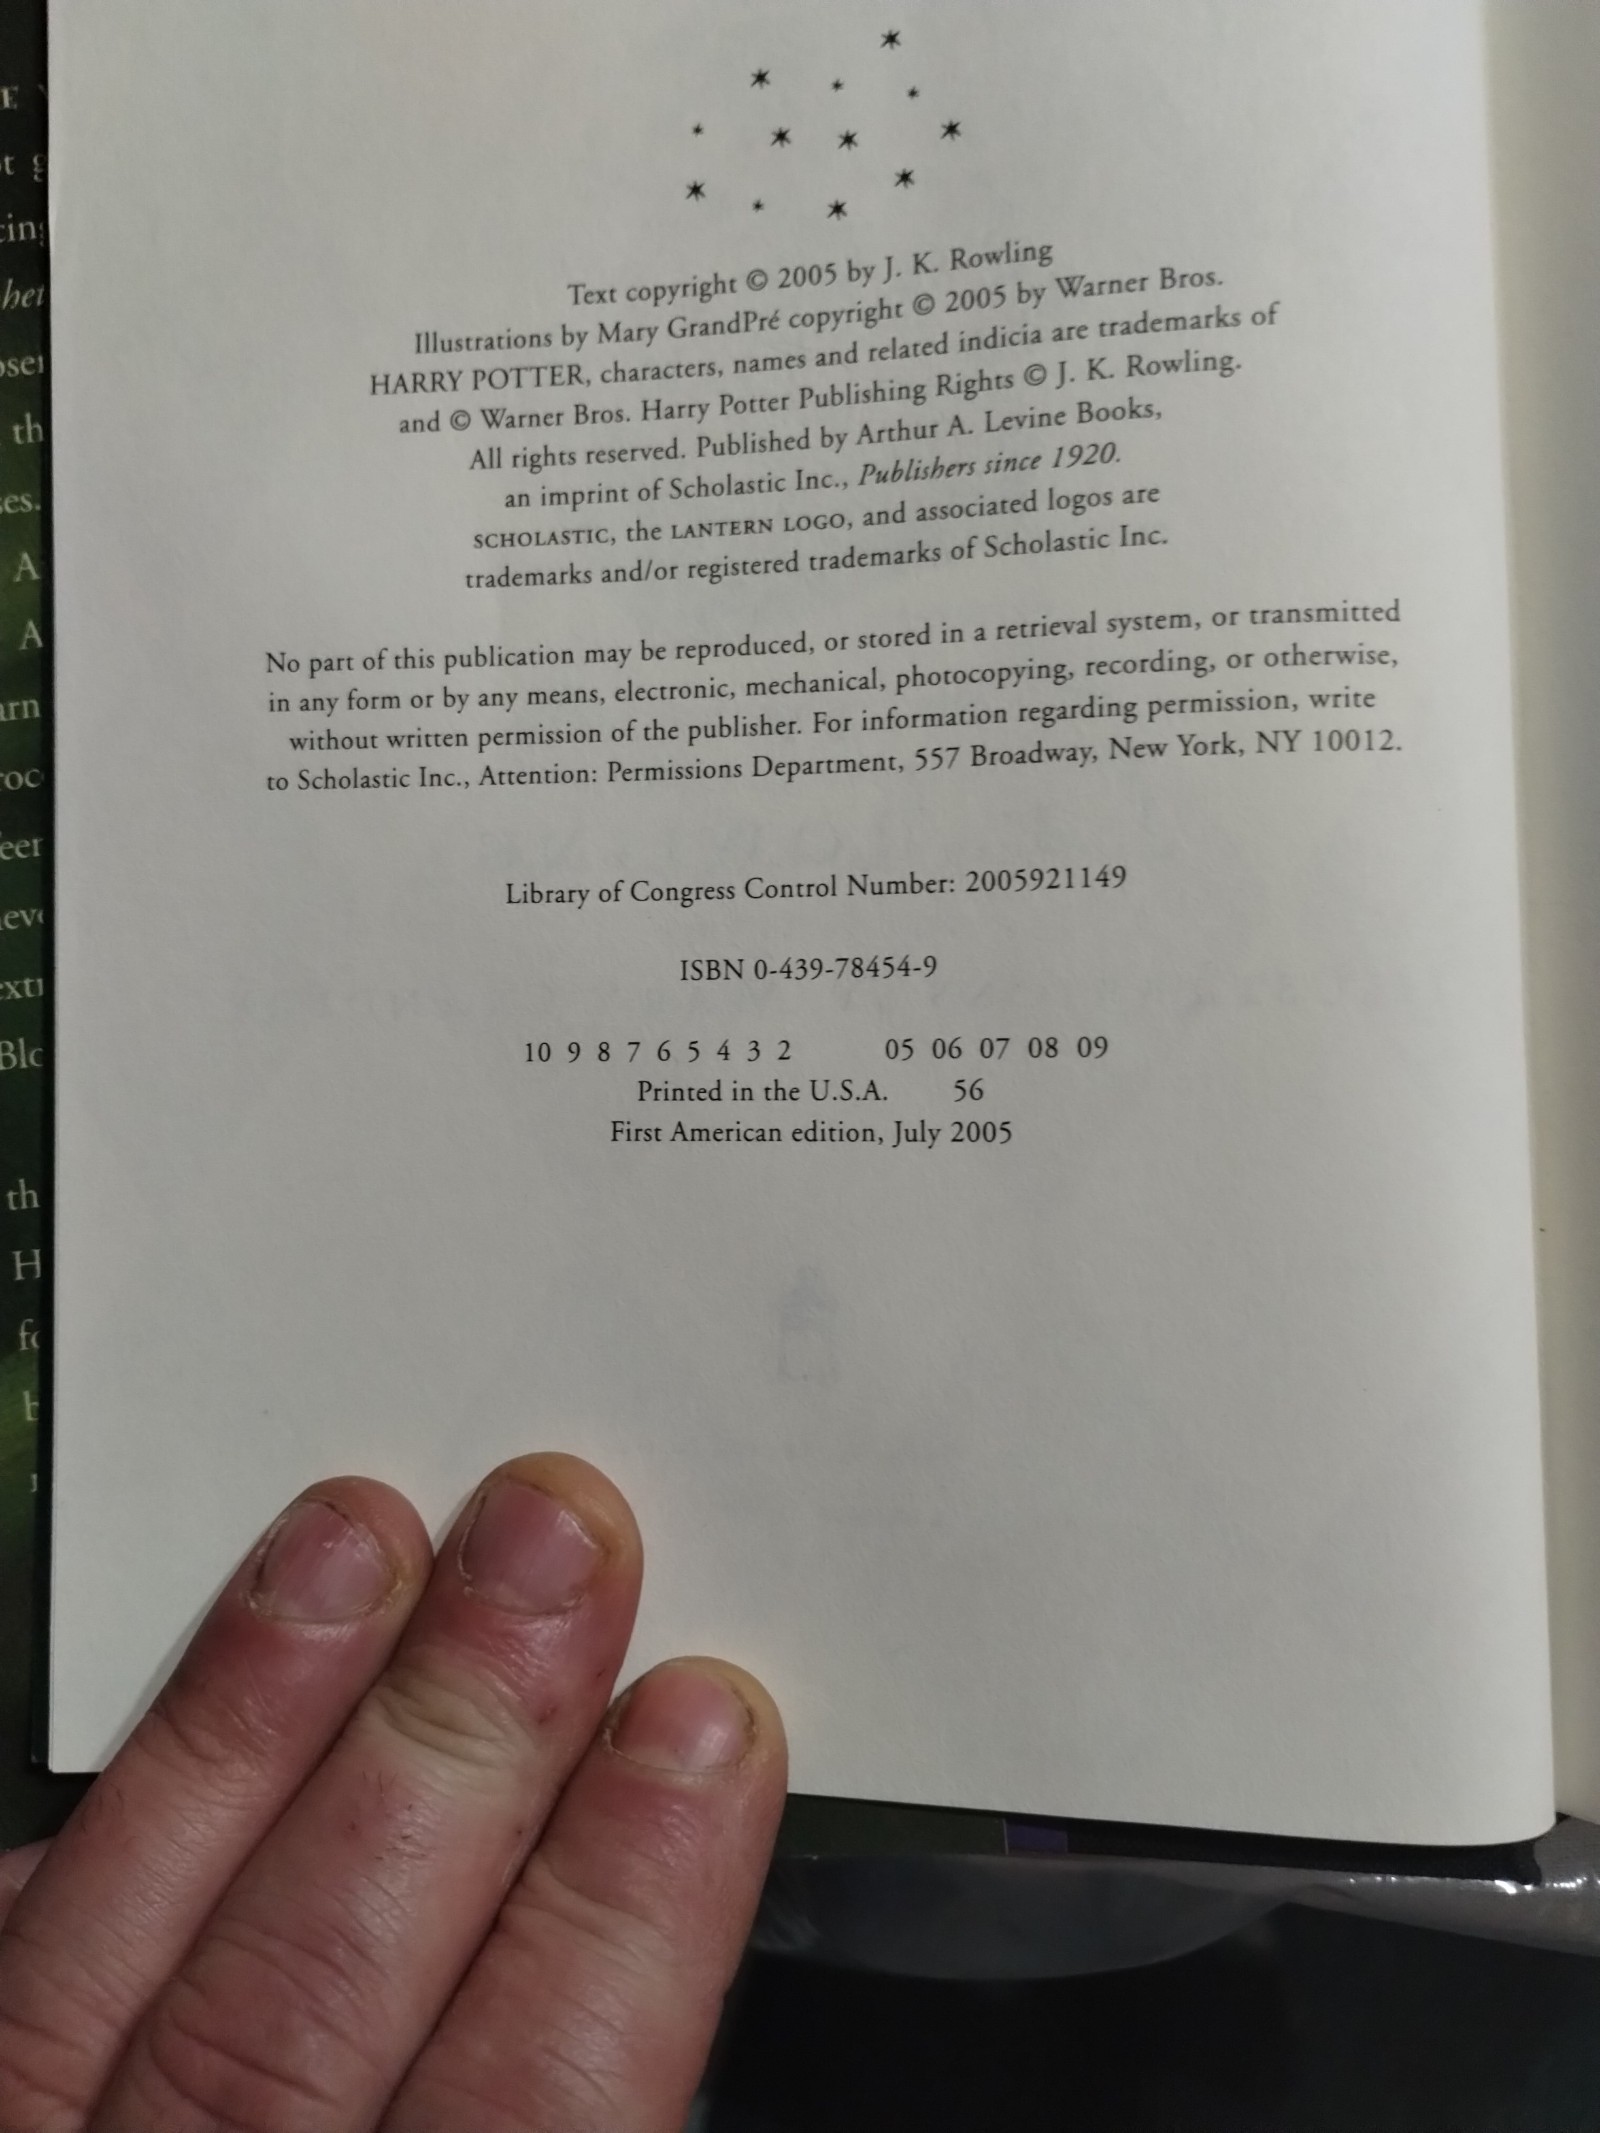 Text copyright © 2005 by J. K. Rowling
Illustrations by Mary GrandPré copyright © 2005 by Warner Bros.
HARRY POTTER, characters, names and related indicia are trademarks of
and © Warner Bros. Harry Potter Publishing Rights © J. K. Rowling.
All rights reserved. Published by Arthur A. Levine Books,
an imprint of Scholastic Inc., Publishers since 1920.
SCHOLASTIC, the LANTERN LOGO, and associated logos are
trademarks and/or registered trademarks of Scholastic Inc.
No part of this publication may be reproduced, or stored in a retrieval system, or transmitted
in any form or by any means, electronic, mechanical, photocopying, recording, or otherwise,
without written permission of the publisher. For information regarding permission, write
to Scholastic Inc., Attention: Permissions Department, 557 Broadway, New York, NY 10012.
Library of Congress Control Number: 2005921149
ISBN 0-439-78454-9
10 9 8 7 6 5 4 3 2 05 06 07 08 09
Printed in the U.S.A. 56
First American edition, July 2005